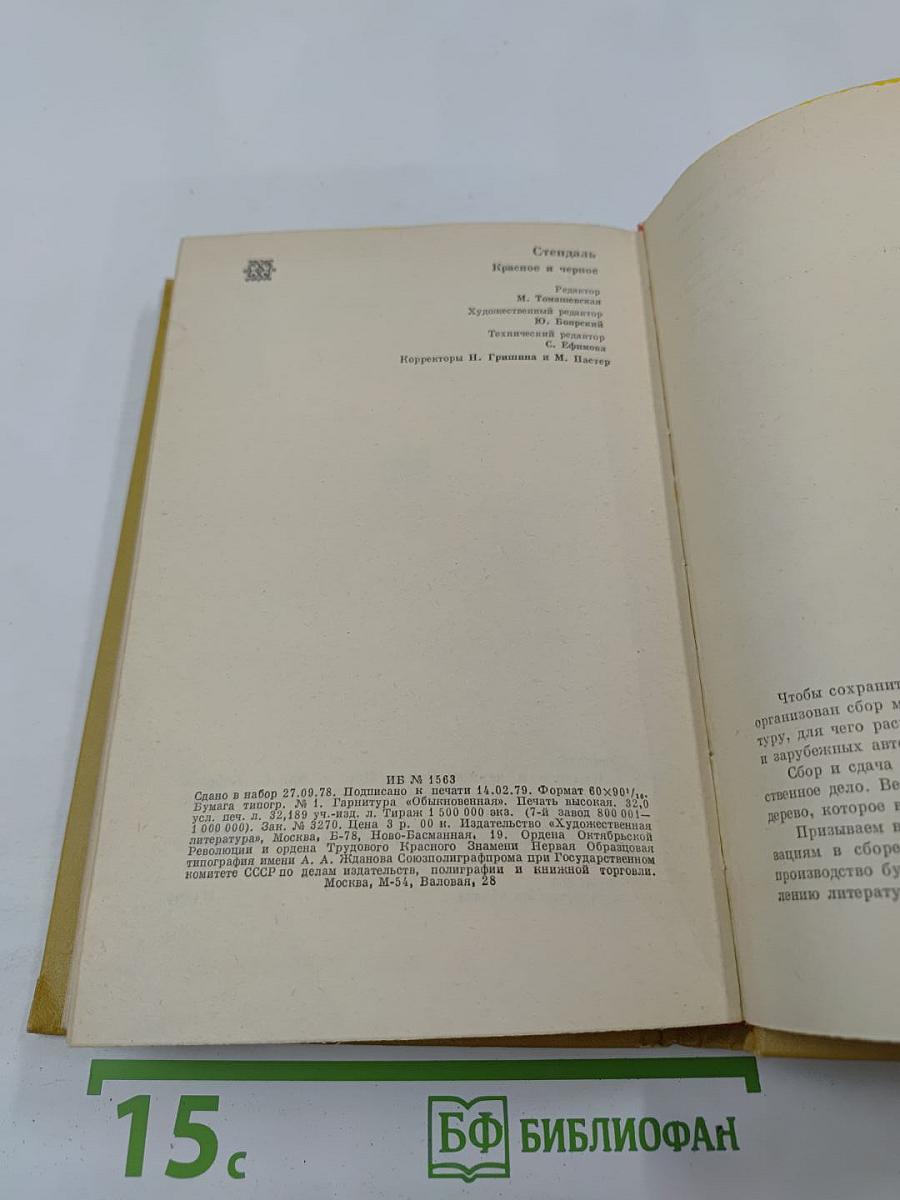 Стендаль
Красное и черное
Редактор
М. Томашевская
Художественный редактор
Ю. Боярский
Технический редактор
С. Ефимова
Корректоры Н. Гришина и М. Пастер
ИБ № 1563
Сдано в набор 27.09.78. Подписано к печати 14.02.79. Формат 60×90¹/₁₆.
Бумага типогр. № 1. Гарнитура «Обыкновенная». Печать высокая. 32,0
усл. печ. л. 32,189 уч.-изд. л. Тираж 1 500 000 экз. (7-й завод 800 001—
1 000 000). Зак. № 3270. Цена 3 р. 00 к. Издательство «Художественная
литература», Москва, Б-78, Ново-Басманная, 19. Ордена Октябрьской
Революции и ордена Трудового Красного Знамени Первая Образцовая
типография имени А. А. Жданова Союзполиграфпрома при Государственном
комитете СССР по делам издательств, полиграфии и книжной торговли.
Москва, М-54, Валовая, 28
Чтобы сохранит
организован сбор м
туру, для чего рас
и зарубежных авто
Сбор и сдача
ственное дело. Ве
дерево, которое в
Призываем в
зациям в сборе
производство бу
лению литерату
15 с
БФ БИБЛИОФАН